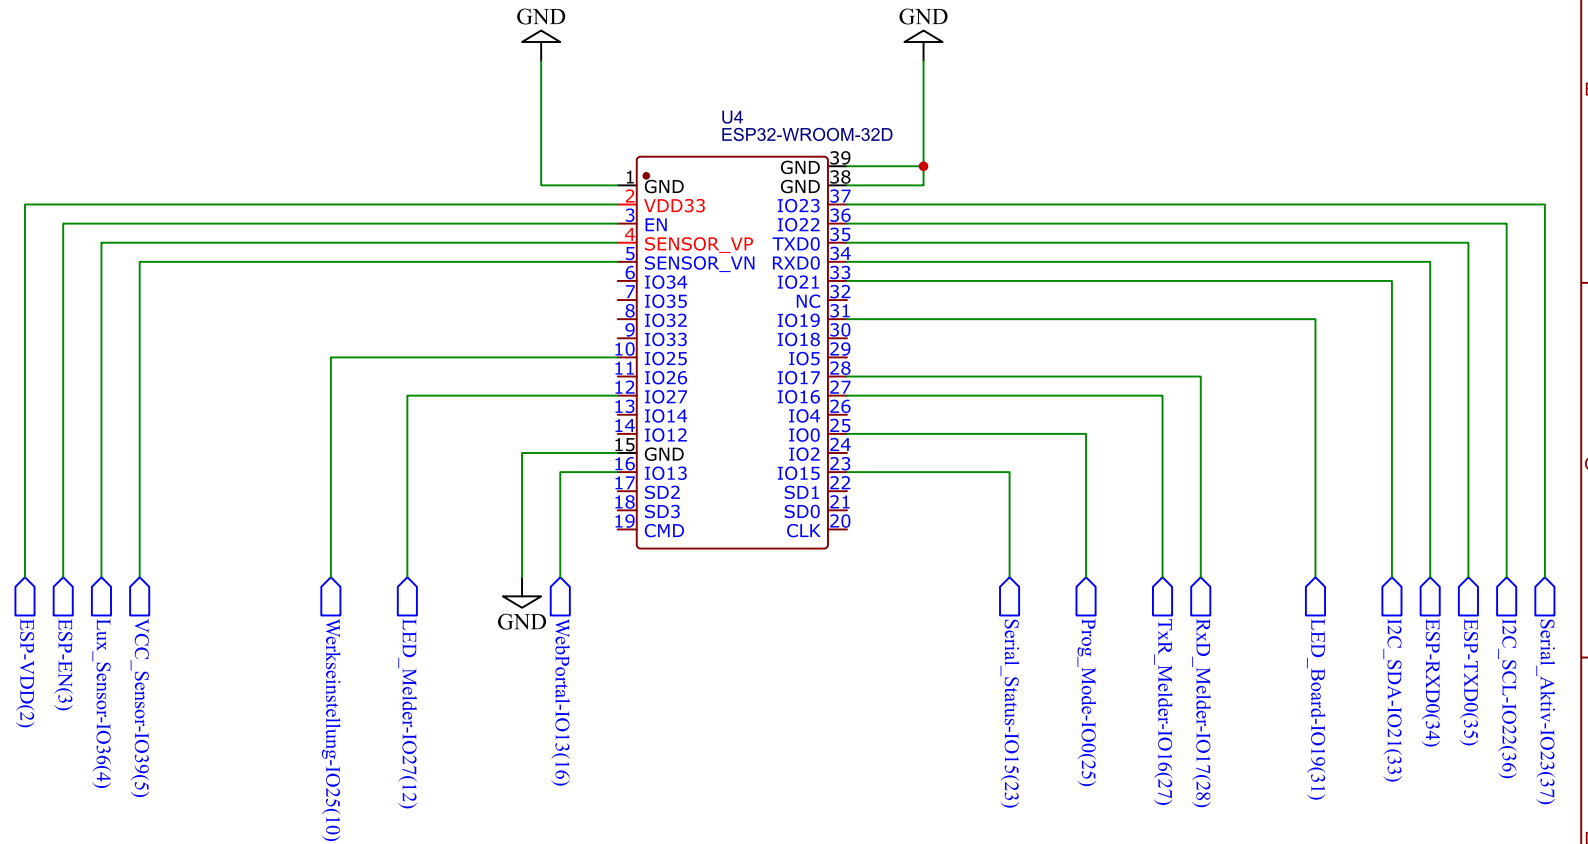 GND
GND
U4
ESP32-WROOM-32D
1 GND
2 VDD33
3 EN
4 SENSOR_VP
5 SENSOR_VN
6 IO34
7 IO35
8 IO32
9 IO33
10 IO25
11 IO26
12 IO27
13 IO14
14 IO12
15 GND
16 IO13
17 SD2
18 SD3
19 CMD
GND 39
GND 38
IO23 37
IO22 36
TXD0 35
RXD0 34
IO21 33
NC 32
IO19 31
IO18 30
IO5 29
IO17 28
IO16 27
IO4 26
IO0 25
IO2 24
IO15 23
SD1 22
SD0 21
CLK 20
ESP-VDD(2)
ESP-EN(3)
Lux_Sensor-IO36(4)
VCC_Sensor-IO39(5)
Werkseinstellung-IO25(10)
LED_Melder-IO27(12)
GND
WebPortal-IO13(16)
Serial_Status-IO15(23)
Prog_Mode-IO0(25)
TxR_Melder-IO16(27)
RxD_Melder-IO17(28)
LED_Board-IO19(31)
I2C_SDA-IO21(33)
ESP-RXD0(34)
ESP-TXD0(35)
I2C_SCL-IO22(36)
Serial_Aktiv-IO23(37)